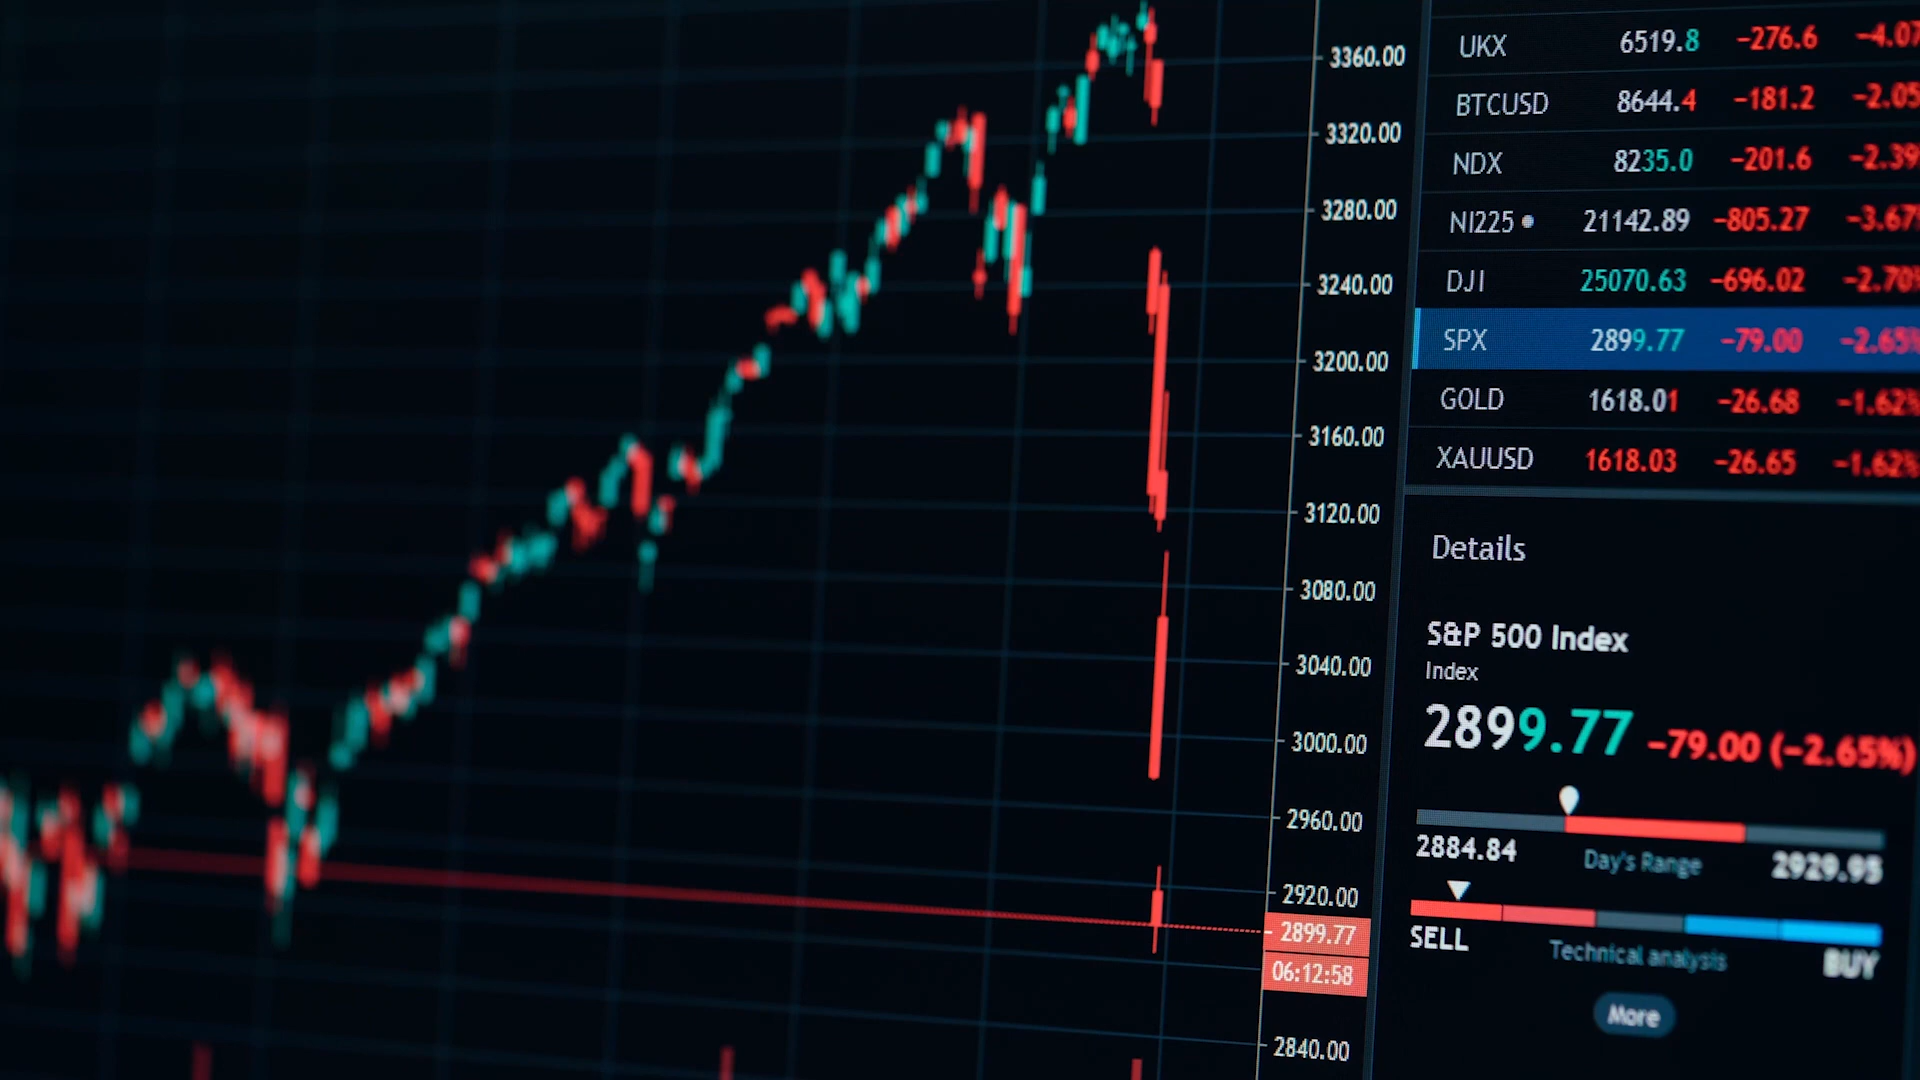 3360.00
3320.00
3280.00
3240.00
3200.00
3160.00
3120.00
3080.00
3040.00
3000.00
2960.00
2920.00
2899.77
06:12:58
2840.00
UKX 6519.8 −276.6 −4.07
BTCUSD 8644.4 −181.2 −2.05
NDX 8235.0 −201.6 −2.39
NI225 21142.89 −805.27 −3.67%
DJI 25070.63 −696.02 −2.70%
SPX 2899.77 −79.00 −2.65%
GOLD 1618.01 −26.68 −1.62%
XAUUSD 1618.03 −26.65 −1.62%
Details
S&P 500 Index
Index
2899.77 −79.00 (−2.65%)
2884.84 Day's Range 2929.95
SELL Technical analysis BUY
More